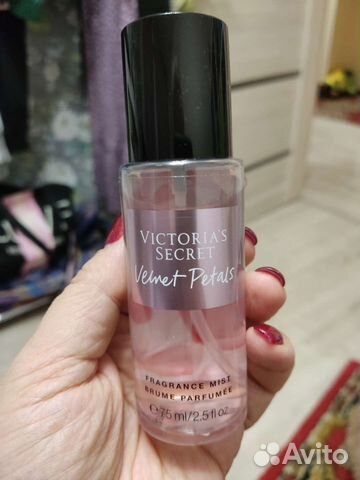 VICTORIA'S
SECRET
Velvet Petals
FRAGRANCE MIST
BRUME PARFUMÉE
℮75 ml/2.5 fl oz
Avito